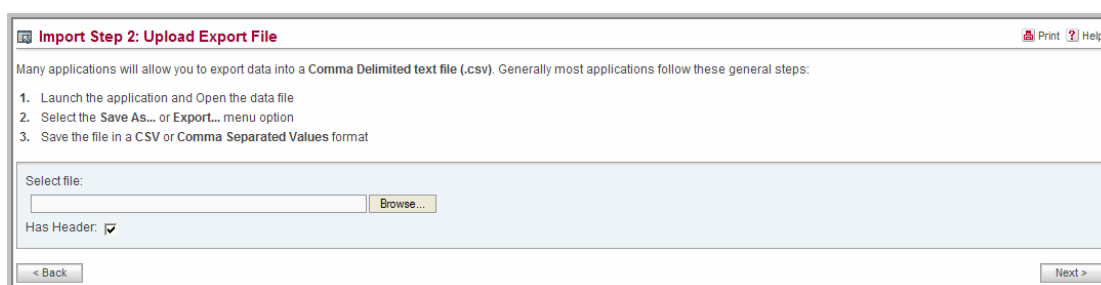 Import Step 2: Upload Export File
Print ? Help
Many applications will allow you to export data into a Comma Delimited text file (.csv). Generally most applications follow these general steps:
1. Launch the application and Open the data file
2. Select the Save As... or Export... menu option
3. Save the file in a CSV or Comma Separated Values format
Select file:
Browse...
Has Header:
< Back
Next >